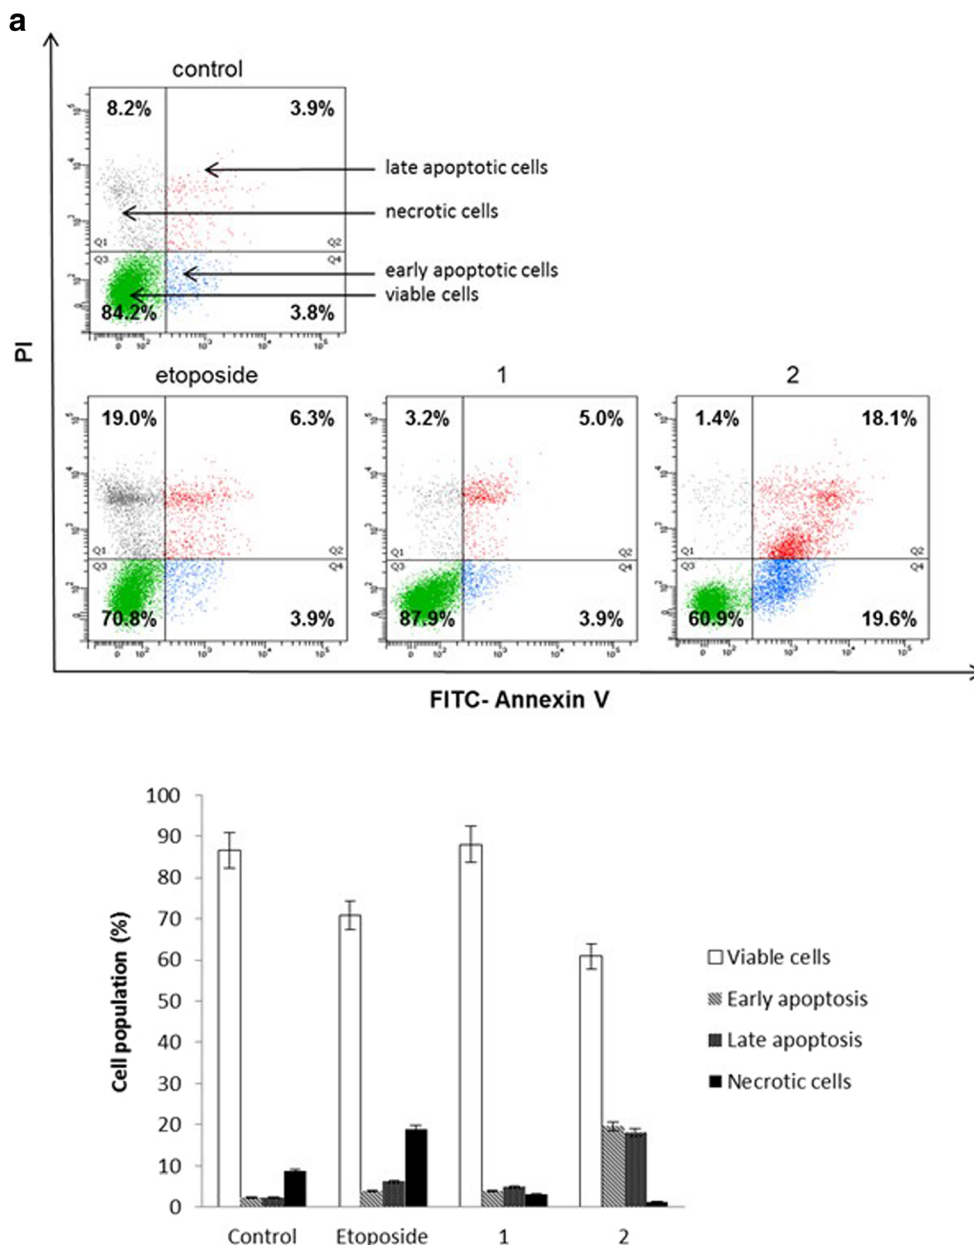 a
control
8.2% 3.9%
late apoptotic cells
necrotic cells
Q1 Q2
Q3 Q4
early apoptotic cells
viable cells
84.2% 3.8%
PI
etoposide 1 2
19.0% 6.3% 3.2% 5.0% 1.4% 18.1%
Q1 Q2 Q1 Q2 Q1 Q2
Q3 Q4 Q3 Q4 Q3 Q4
70.8% 3.9% 87.9% 3.9% 60.9% 19.6%
FITC- Annexin V
Cell population (%)
100
90
80
70
60
50
40
30
20
10
0
Control Etoposide 1 2
Viable cells
Early apoptosis
Late apoptosis
Necrotic cells